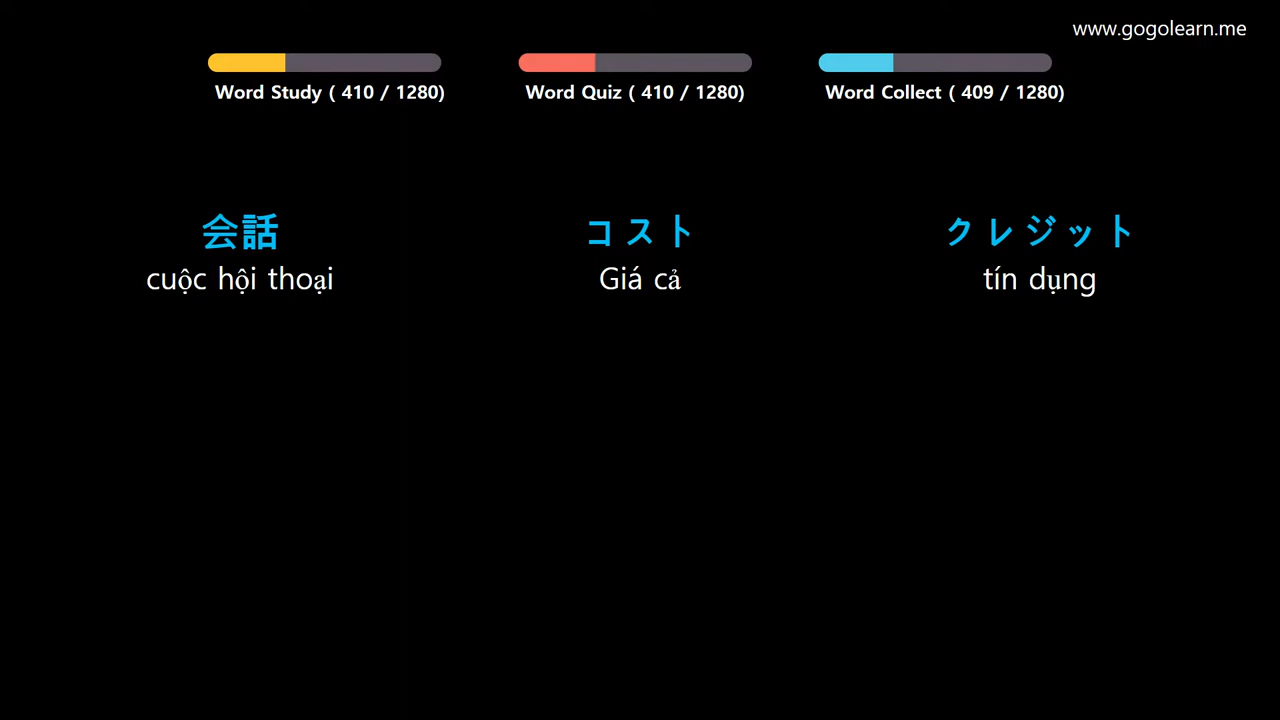 www.gogolearn.me
Word Study ( 410 / 1280)
Word Quiz ( 410 / 1280)
Word Collect ( 409 / 1280)
会話
cuộc hội thoại
コスト
Giá cả
クレジット
tín dụng